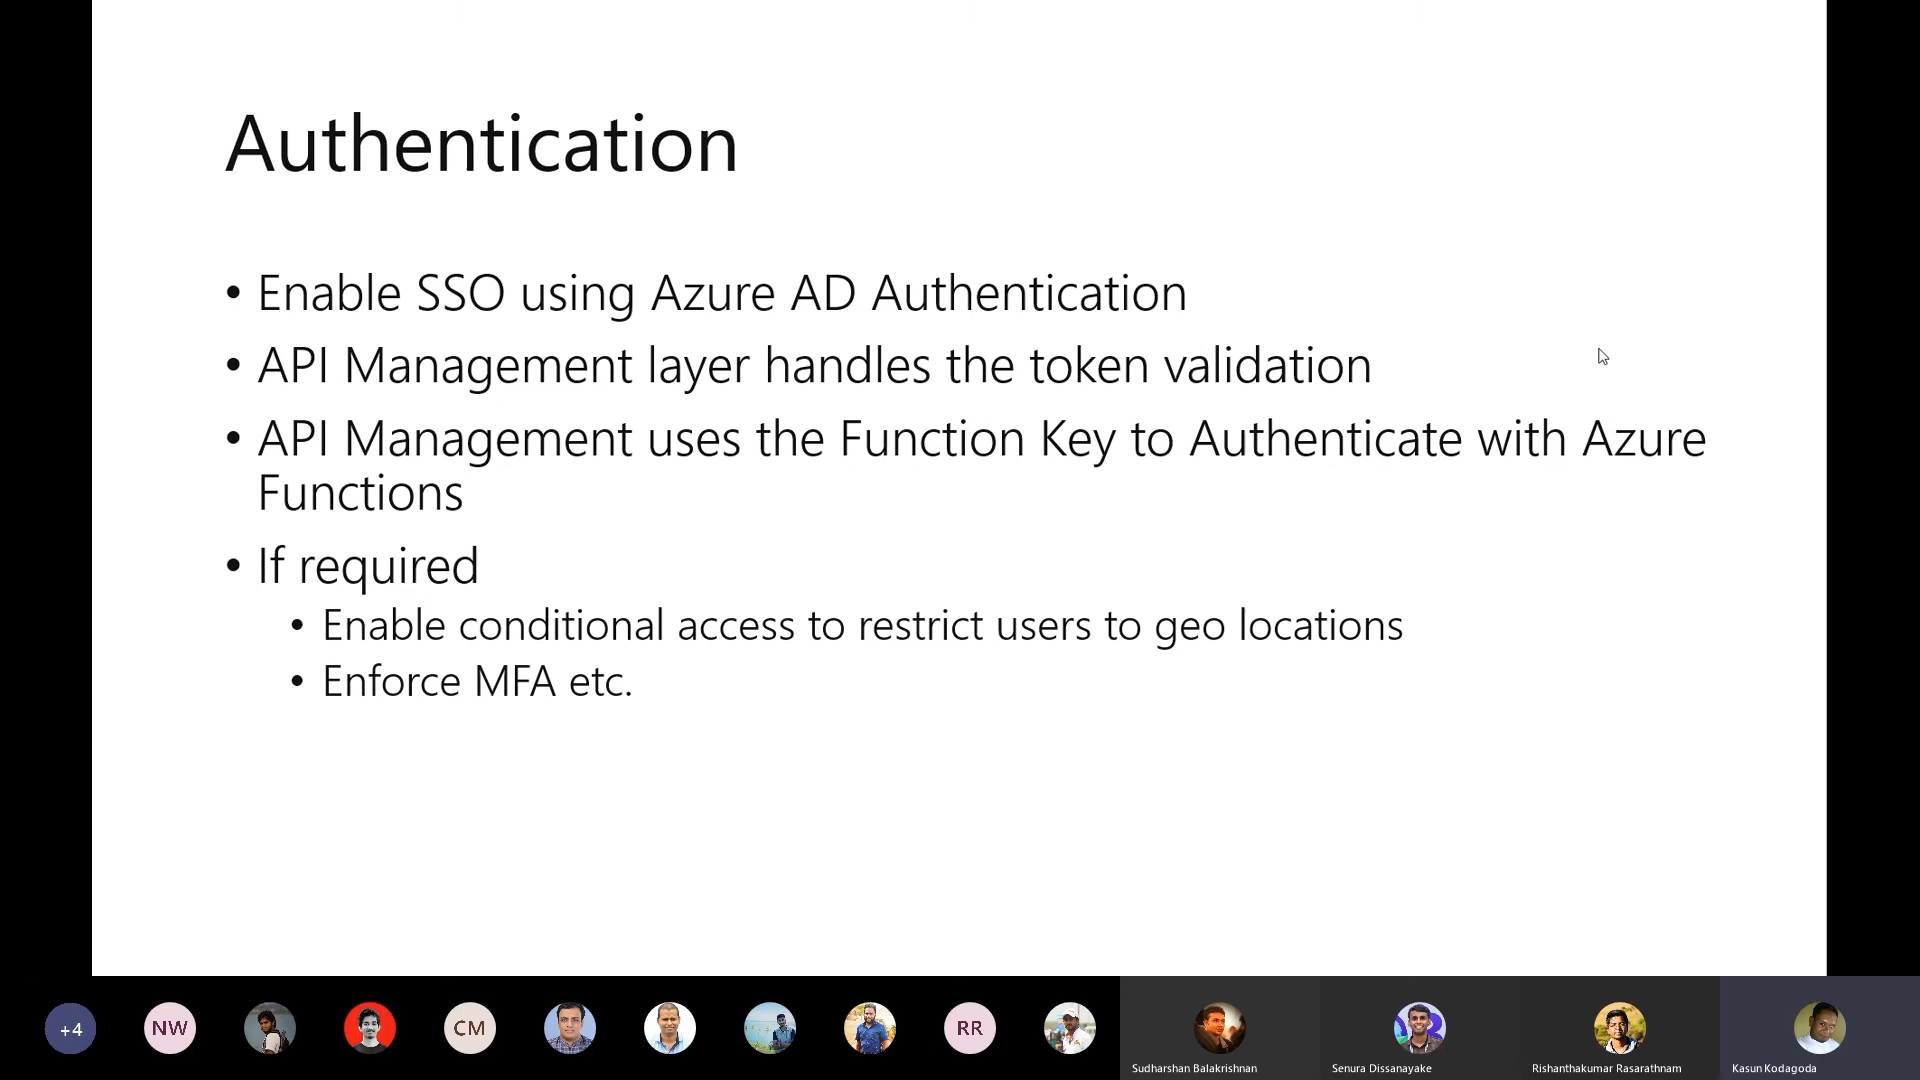 Authentication
• Enable SSO using Azure AD Authentication
• API Management layer handles the token validation
• API Management uses the Function Key to Authenticate with Azure
Functions
• If required
• Enable conditional access to restrict users to geo locations
• Enforce MFA etc.
+4 NW CM RR
Sudharshan Balakrishnan Senura Dissanayake Rishanthakumar Rasarathnam Kasun Kodagoda